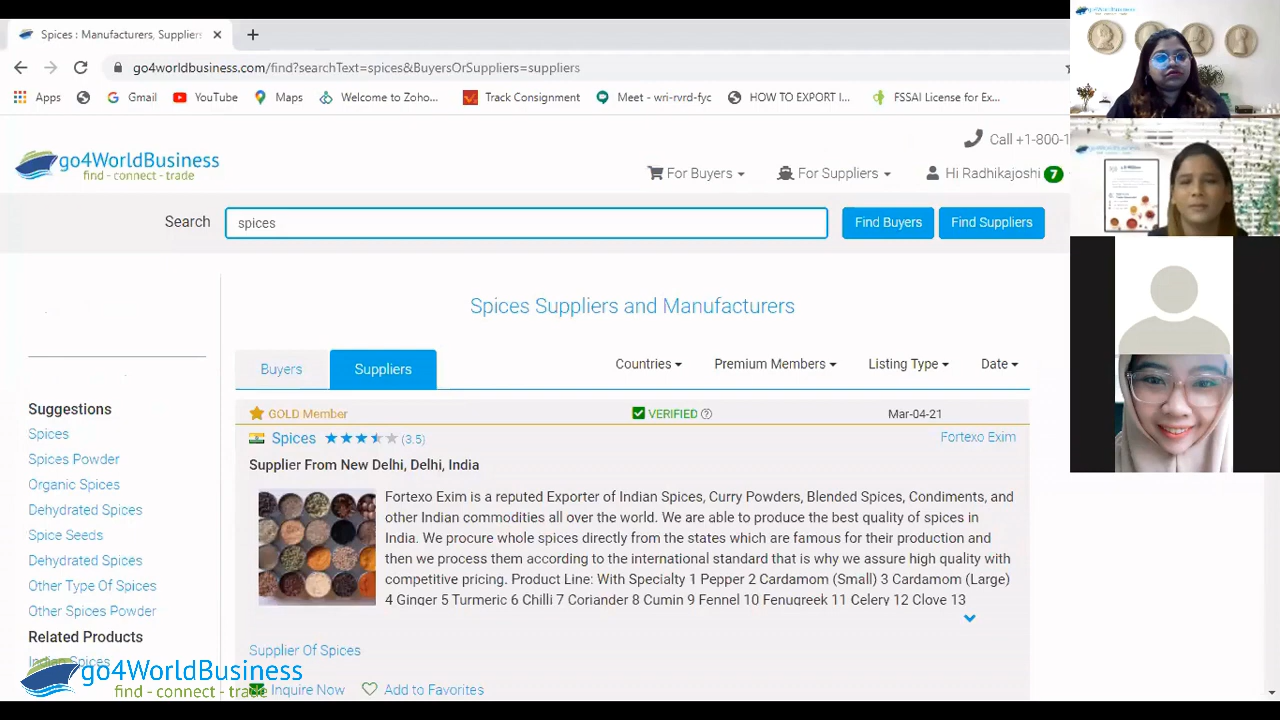 Spices : Manufacturers, Suppliers
go4worldbusiness.com/find?searchText=spices&Buyer
Apps
Gmail
YouTube
Maps
Welcome to Zoho...
Track Consignment
Meet - wri-rvrd-fyc
HOW TO EXPORT I...
FSSAI License for Ex...
Call +1-800-1
go4WorldBusiness
find - connect - trade
For Buyers
For Suppliers
Hi Radhikajoshi 7
Search
spices
Find Buyers
Find Suppliers
Spices Suppliers and Manufacturers
Buyers
Suppliers
Countries
Premium Members
Listing Type
Date
Suggestions
Spices
Spices Powder
Organic Spices
Dehydrated Spices
Spice Seeds
Dehydrated Spices
Other Type Of Spices
Other Spices Powder
Related Products
Indian Spices
GOLD Member
VERIFIED
Mar-04-21
Spices (3.5)
Fortexo Exim
Supplier From New Delhi, Delhi, India
Fortexo Exim is a reputed Exporter of Indian Spices, Curry Powders, Blended Spices, Condiments, and
other Indian commodities all over the world. We are able to produce the best quality of spices in
India. We procure whole spices directly from the states which are famous for their production and
then we process them according to the international standard that is why we assure high quality with
competitive pricing. Product Line: With Specialty 1 Pepper 2 Cardamom (Small) 3 Cardamom (Large)
4 Ginger 5 Turmeric 6 Chilli 7 Coriander 8 Cumin 9 Fennel 10 Fenugreek 11 Celery 12 Clove 13
Supplier Of Spices
Inquire Now
Add to Favorites
go4WorldBusiness
find - connect - trade